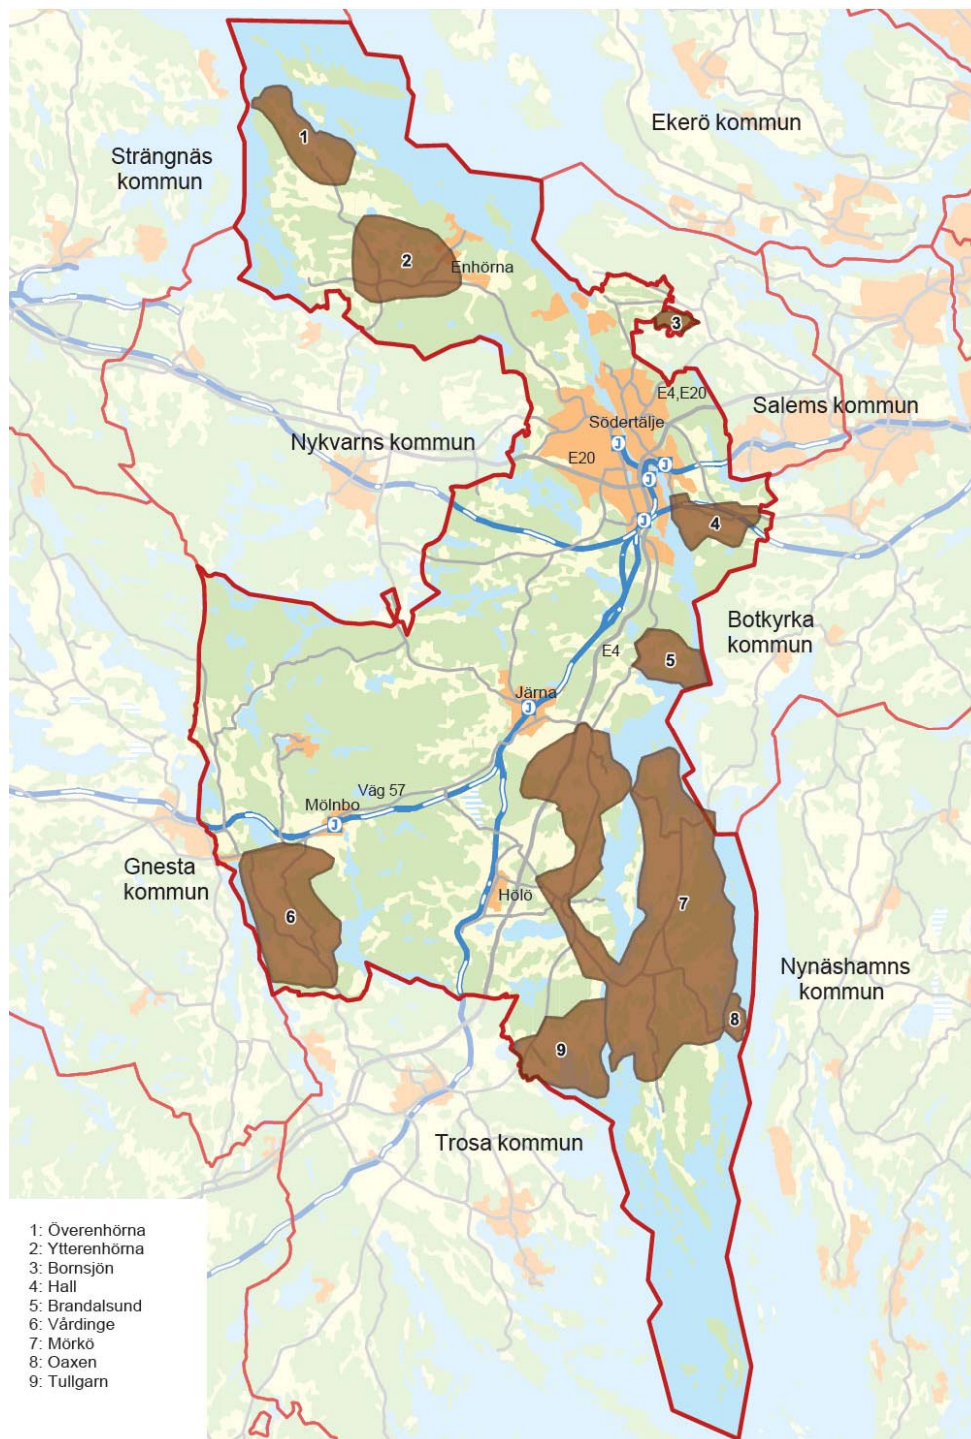 Ekerö kommun
1
Strängnäs
kommun
2
Enhörna
3
E4,E20
Salems kommun
Södertälje
Nykvarns kommun
J
E20
J
J
4
J
Botkyrka
kommun
E4
5
Järna
J
Väg 57
Mölnbo
J
Gnesta
kommun
Hölö
7
6
Nynäshamns
kommun
8
9
Trosa kommun
1: Överenhörna
2: Ytterenhörna
3: Bornsjön
4: Hall
5: Brandalsund
6: Vårdinge
7: Mörkö
8: Oaxen
9: Tullgarn